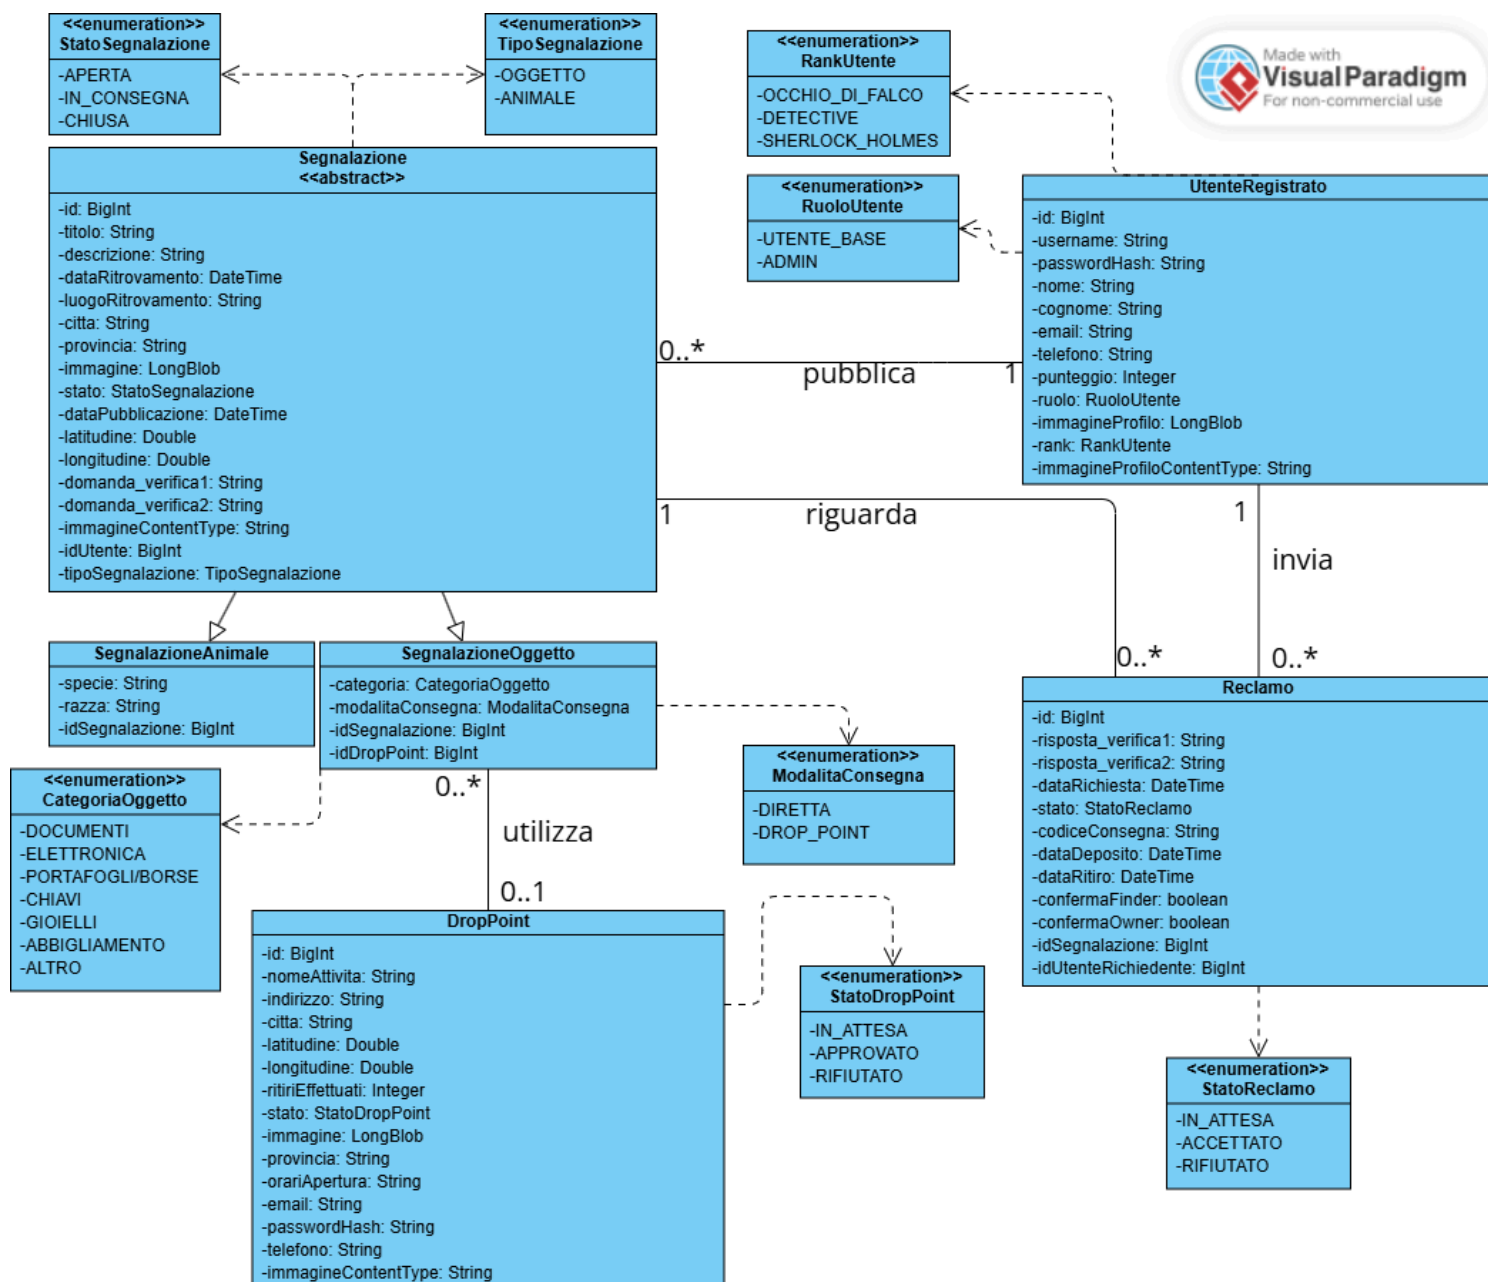 <<enumeration>>
StatoSegnalazione
-APERTA
-IN_CONSEGNA
-CHIUSA
<<enumeration>>
TipoSegnalazione
-OGGETTO
-ANIMALE
<<enumeration>>
RankUtente
-OCCHIO_DI_FALCO
-DETECTIVE
-SHERLOCK_HOLMES
Made with
VisualParadigm
For non-commercial use
Segnalazione
<<abstract>>
-id: BigInt
-titolo: String
-descrizione: String
-dataRitrovamento: DateTime
-luogoRitrovamento: String
-citta: String
-provincia: String
-immagine: LongBlob
-stato: StatoSegnalazione
-dataPubblicazione: DateTime
-latitudine: Double
-longitudine: Double
-domanda_verifica1: String
-domanda_verifica2: String
-immagineContentType: String
-idUtente: BigInt
-tipoSegnalazione: TipoSegnalazione
<<enumeration>>
RuoloUtente
-UTENTE_BASE
-ADMIN
UtenteRegistrato
-id: BigInt
-username: String
-passwordHash: String
-nome: String
-cognome: String
-email: String
-telefono: String
-punteggio: Integer
-ruolo: RuoloUtente
-immagineProfilo: LongBlob
-rank: RankUtente
-immagineProfiloContentType: String
0..*
pubblica
1
1
riguarda
0..*
1
invia
0..*
SegnalazioneAnimale
-specie: String
-razza: String
-idSegnalazione: BigInt
SegnalazioneOggetto
-categoria: CategoriaOggetto
-modalitaConsegna: ModalitaConsegna
-idSegnalazione: BigInt
-idDropPoint: BigInt
Reclamo
-id: BigInt
-risposta_verifica1: String
-risposta_verifica2: String
-dataRichiesta: DateTime
-stato: StatoReclamo
-codiceConsegna: String
-dataDeposito: DateTime
-dataRitiro: DateTime
-confermaFinder: boolean
-confermaOwner: boolean
-idSegnalazione: BigInt
-idUtenteRichiedente: BigInt
<<enumeration>>
CategoriaOggetto
-DOCUMENTI
-ELETTRONICA
-PORTAFOGLI/BORSE
-CHIAVI
-GIOIELLI
-ABBIGLIAMENTO
-ALTRO
<<enumeration>>
ModalitaConsegna
-DIRETTA
-DROP_POINT
0..*
utilizza
0..1
DropPoint
-id: BigInt
-nomeAttivita: String
-indirizzo: String
-citta: String
-latitudine: Double
-longitudine: Double
-ritiriEffettuati: Integer
-stato: StatoDropPoint
-immagine: LongBlob
-provincia: String
-orariApertura: String
-email: String
-passwordHash: String
-telefono: String
-immagineContentType: String
<<enumeration>>
StatoDropPoint
-IN_ATTESA
-APPROVATO
-RIFIUTATO
<<enumeration>>
StatoReclamo
-IN_ATTESA
-ACCETTATO
-RIFIUTATO